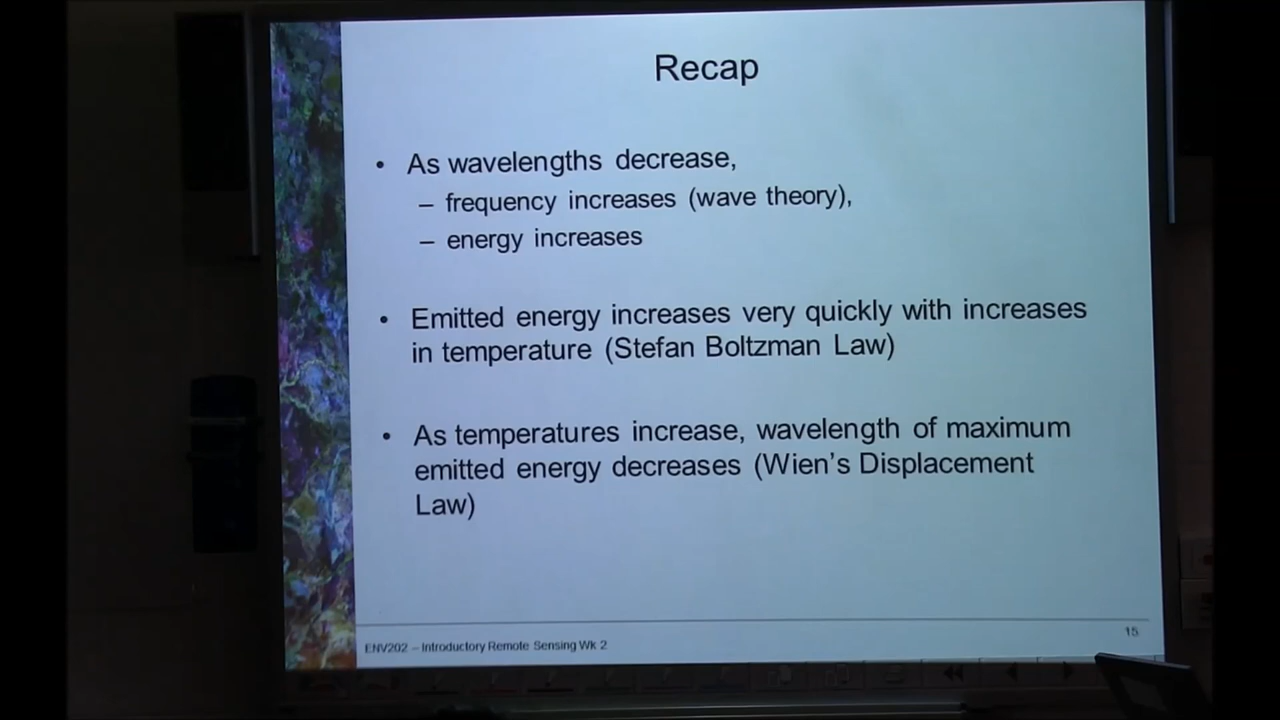 Recap
• As wavelengths decrease,
– frequency increases (wave theory),
– energy increases
• Emitted energy increases very quickly with increases
in temperature (Stefan Boltzman Law)
• As temperatures increase, wavelength of maximum
emitted energy decreases (Wien’s Displacement
Law)
ENV202 – Introductory Remote Sensing Wk 2
15